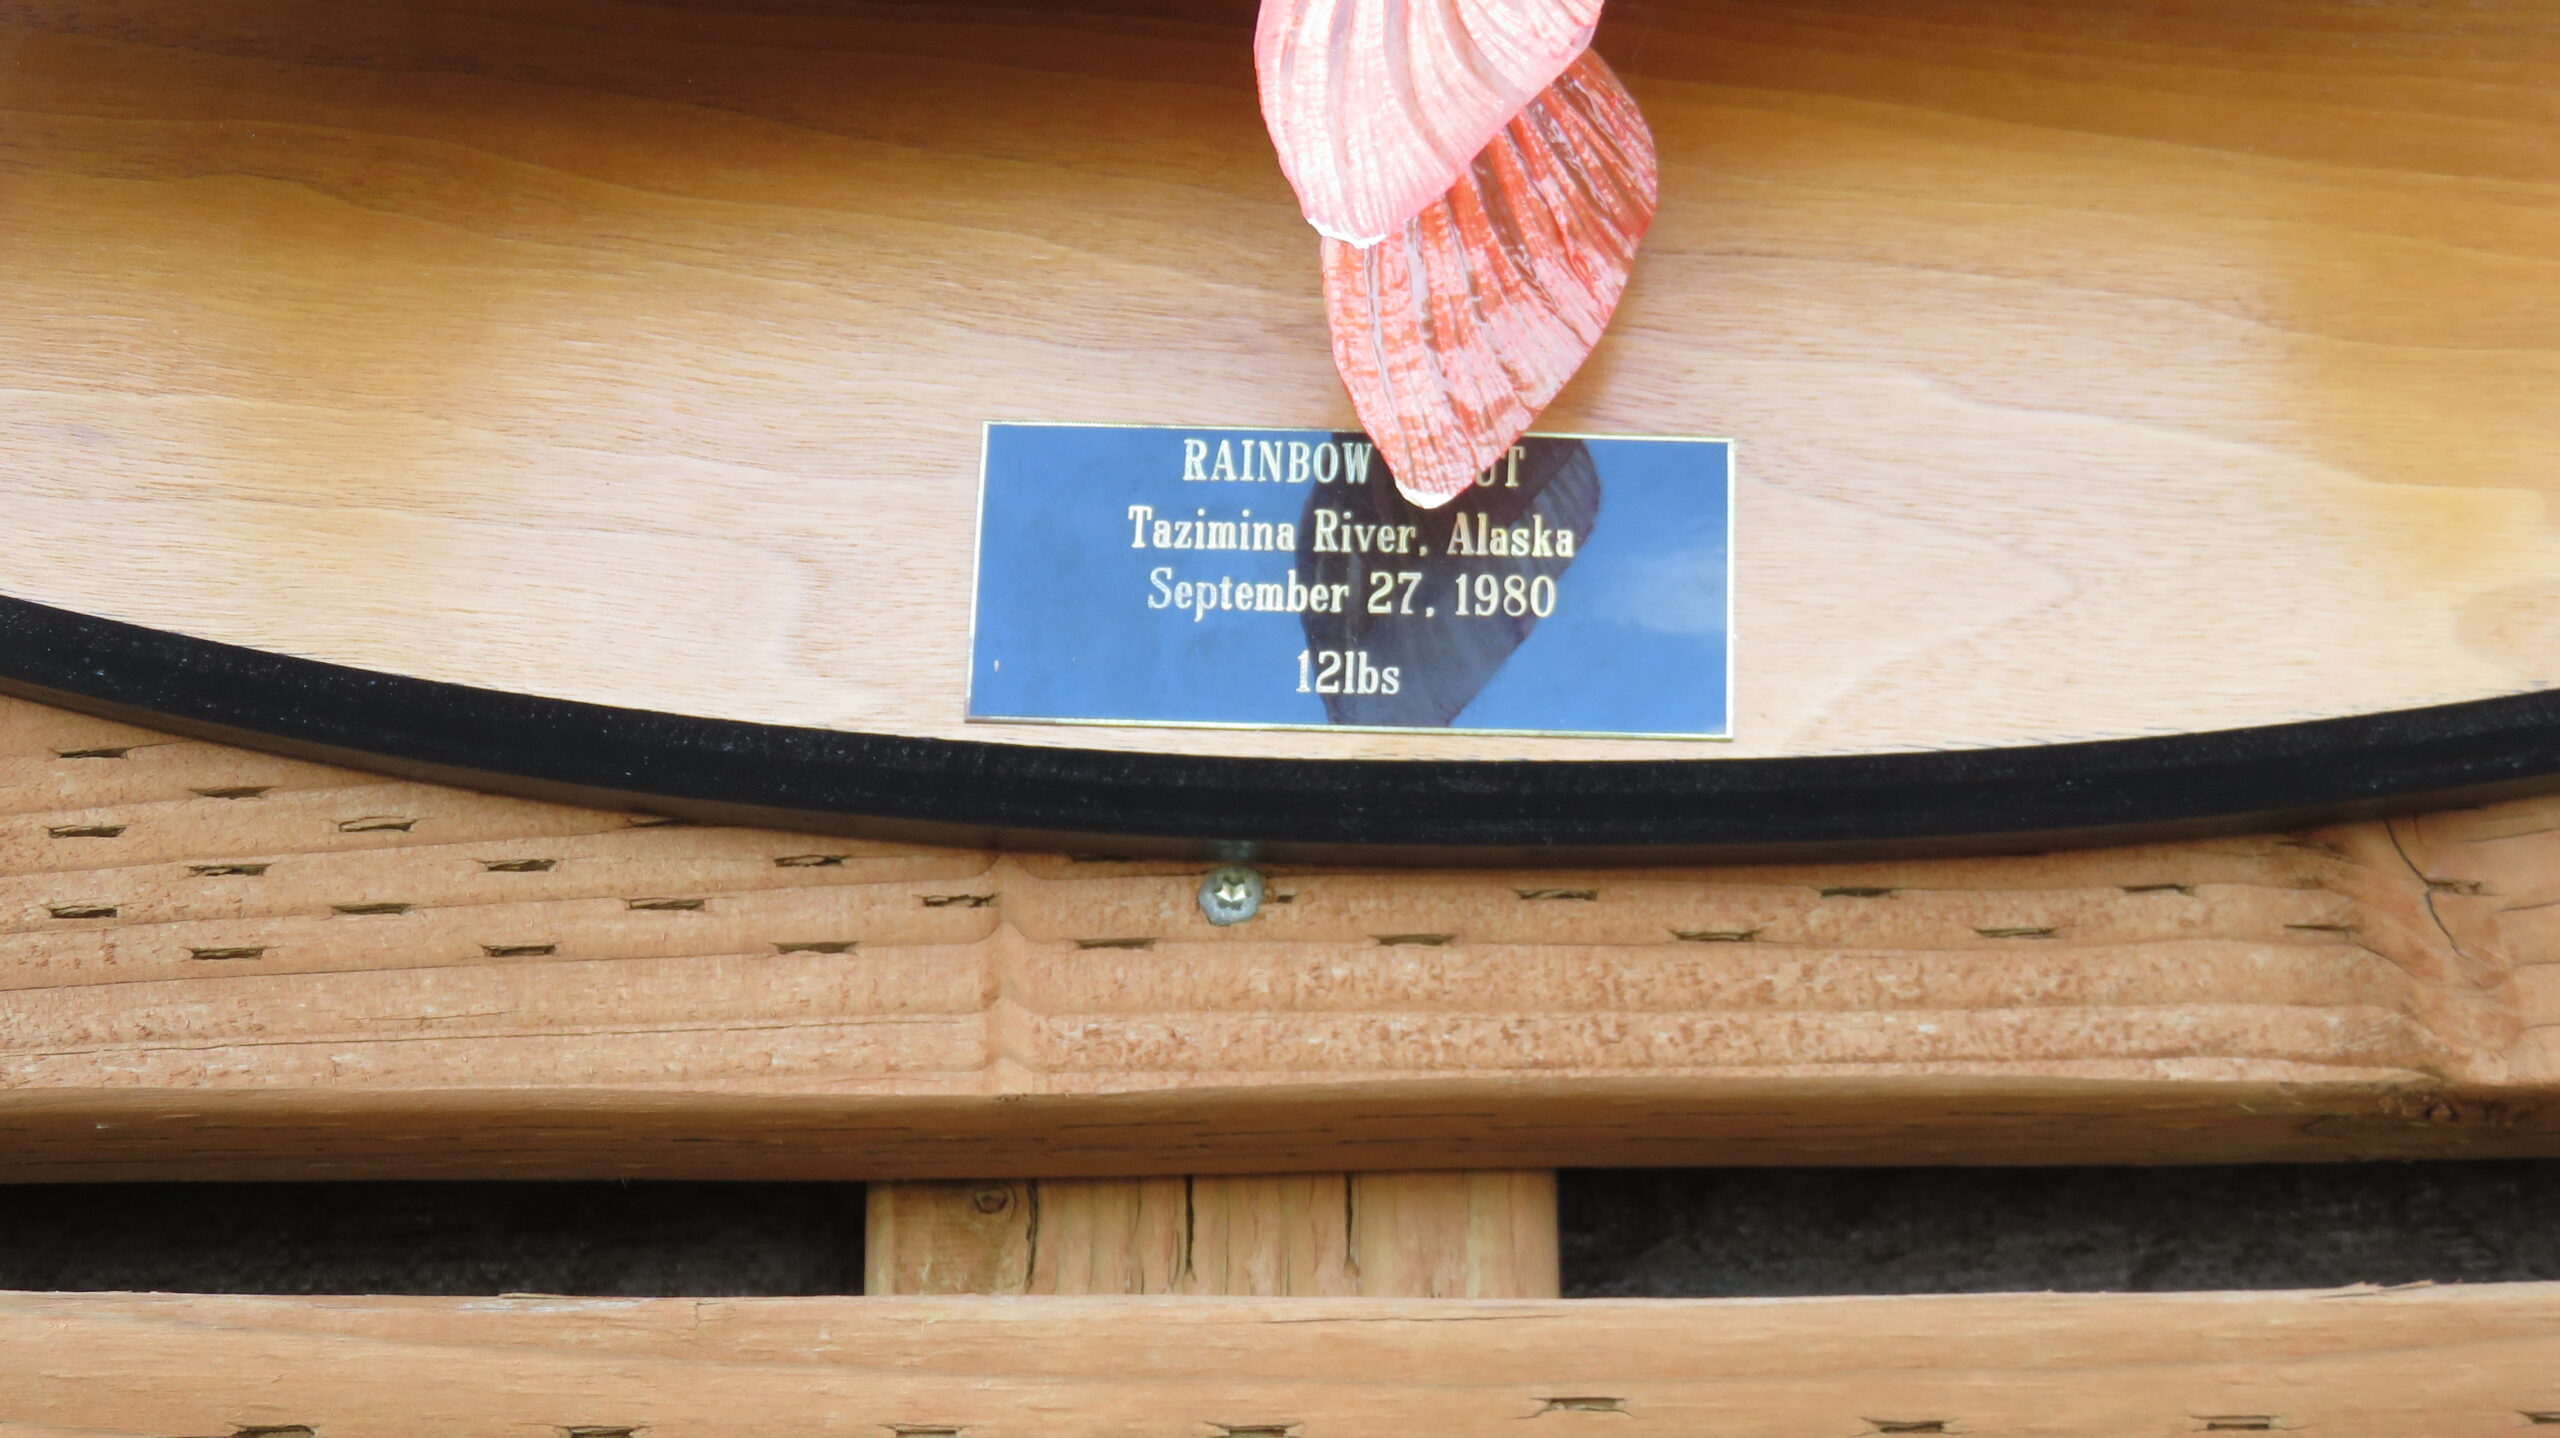 RAINBOW
Tazimina River, Alaska
September 27, 1980
12lbs